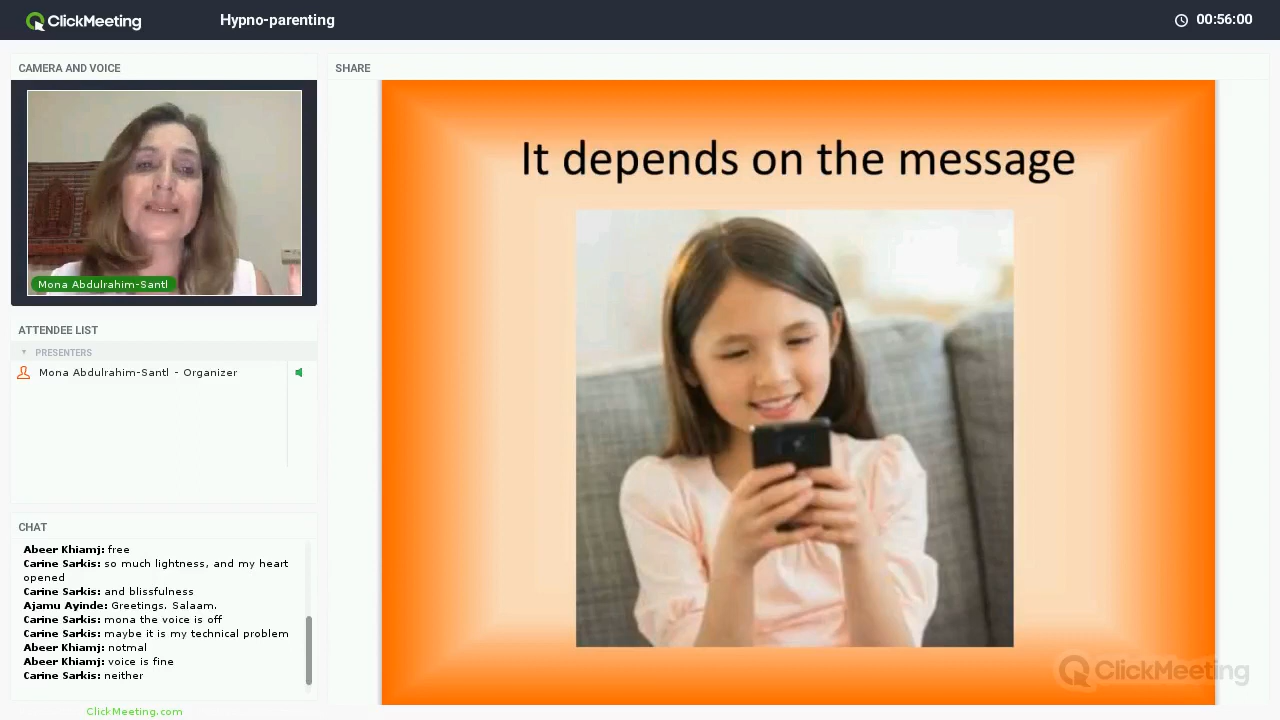 ClickMeeting
Hypno-parenting
00:56:00
CAMERA AND VOICE
Mona Abdulrahim-Santl
ATTENDEE LIST
PRESENTERS
Mona Abdulrahim-Santl - Organizer
CHAT
Abeer Khiamj: free
Carine Sarkis: so much lightness, and my heart
opened
Carine Sarkis: and blissfulness
Ajamu Ayinde: Greetings. Salaam.
Carine Sarkis: mona the voice is off
Carine Sarkis: maybe it is my technical problem
Abeer Khiamj: notmal
Abeer Khiamj: voice is fine
Carine Sarkis: neither
ClickMeeting.com
SHARE
It depends on the message
ClickMeeting